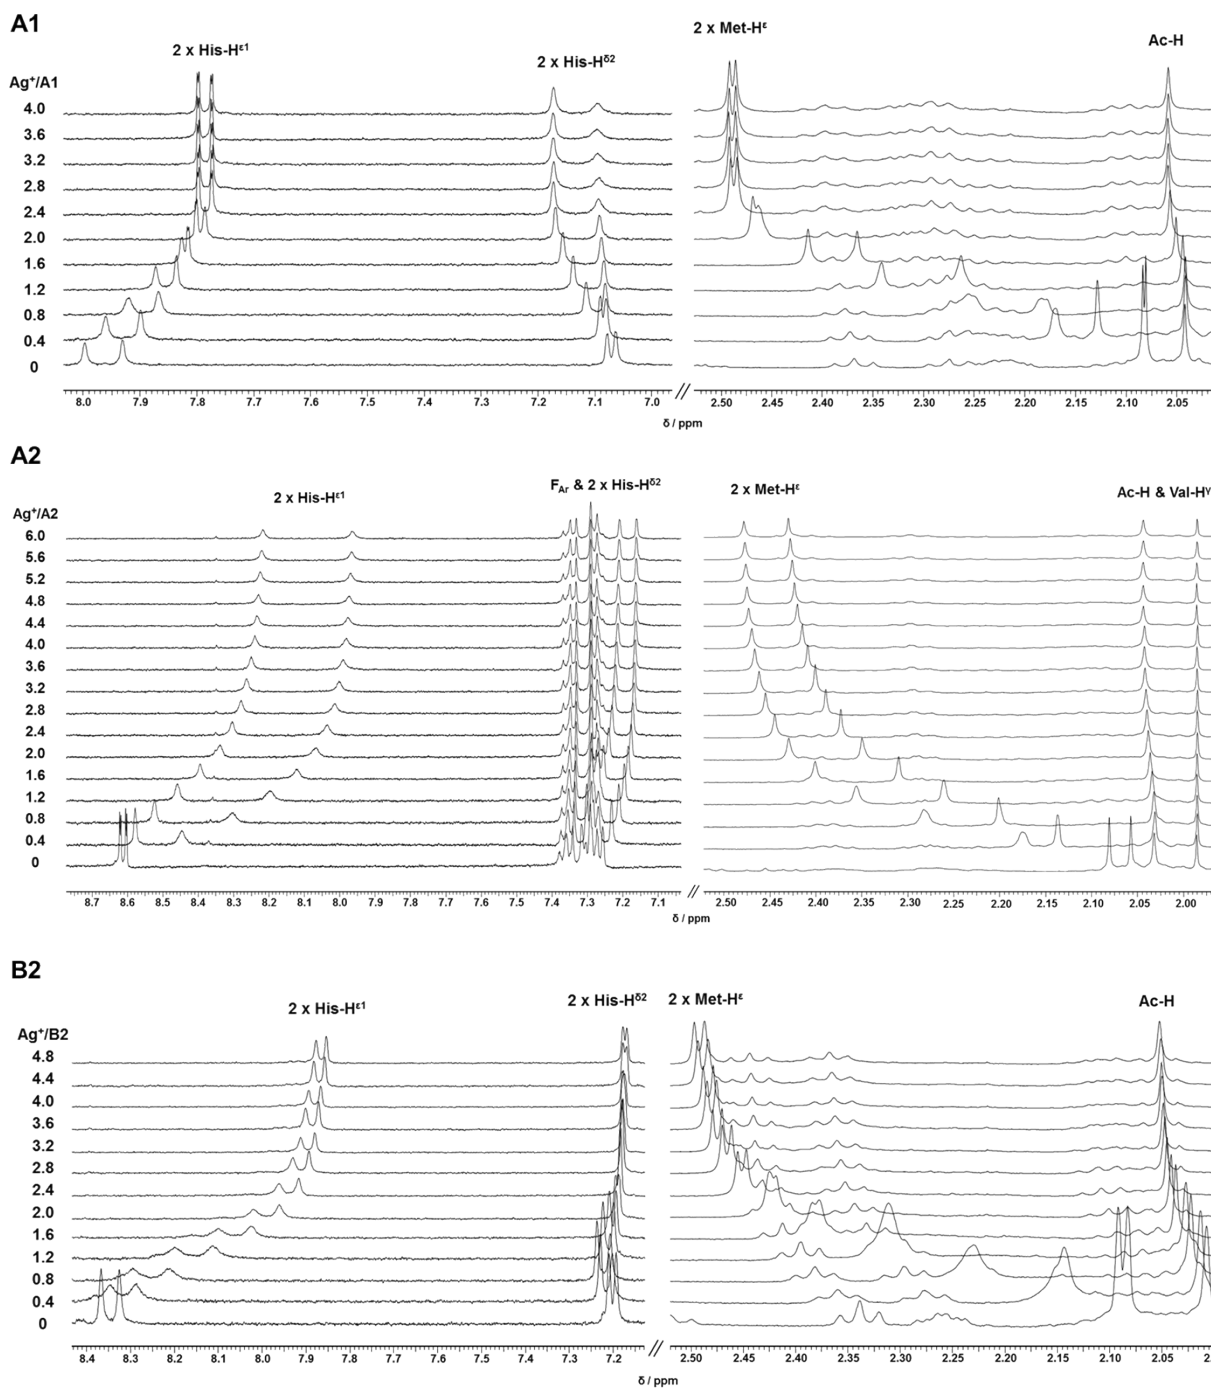 A1
2 x His-Hᵋ¹
2 x His-Hᵟ²
2 x Met-Hᵋ
Ac-H
Ag⁺/A1
4.0
3.6
3.2
2.8
2.4
2.0
1.6
1.2
0.8
0.4
0
8.0 7.9 7.8 7.7 7.6 7.5 7.4 7.3 7.2 7.1 7.0 // 2.50 2.45 2.40 2.35 2.30 2.25 2.20 2.15 2.10 2.05
δ / ppm
A2
2 x His-Hᵋ¹
F_Ar & 2 x His-Hᵟ²
2 x Met-Hᵋ
Ac-H & Val-Hᵞ
Ag⁺/A2
6.0
5.6
5.2
4.8
4.4
4.0
3.6
3.2
2.8
2.4
2.0
1.6
1.2
0.8
0.4
0
8.7 8.6 8.5 8.4 8.3 8.2 8.1 8.0 7.9 7.8 7.7 7.6 7.5 7.4 7.3 7.2 7.1 // 2.50 2.45 2.40 2.35 2.30 2.25 2.20 2.15 2.10 2.05 2.00
δ / ppm
B2
2 x His-Hᵋ¹
2 x His-Hᵟ²
2 x Met-Hᵋ
Ac-H
Ag⁺/B2
4.8
4.4
4.0
3.6
3.2
2.8
2.4
2.0
1.6
1.2
0.8
0.4
0
8.4 8.3 8.2 8.1 8.0 7.9 7.8 7.7 7.6 7.5 7.4 7.3 7.2 // 2.50 2.45 2.40 2.35 2.30 2.25 2.20 2.15 2.10 2.05
δ / ppm